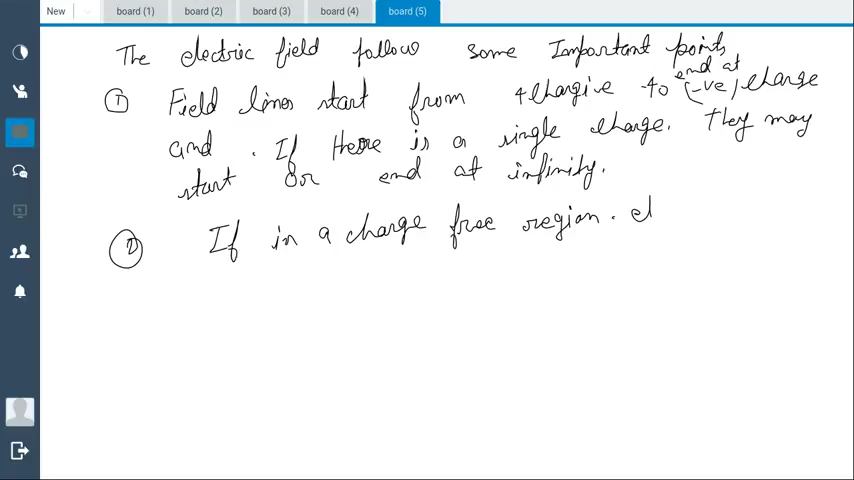 New board (1) board (2) board (3) board (4) board (5)
The electric field follow some Important points
① Field lines start from +chargive to end at (-ve) charge
and . If there is a single charge. They may
start or end at infinity.
② If in a charge free region. el